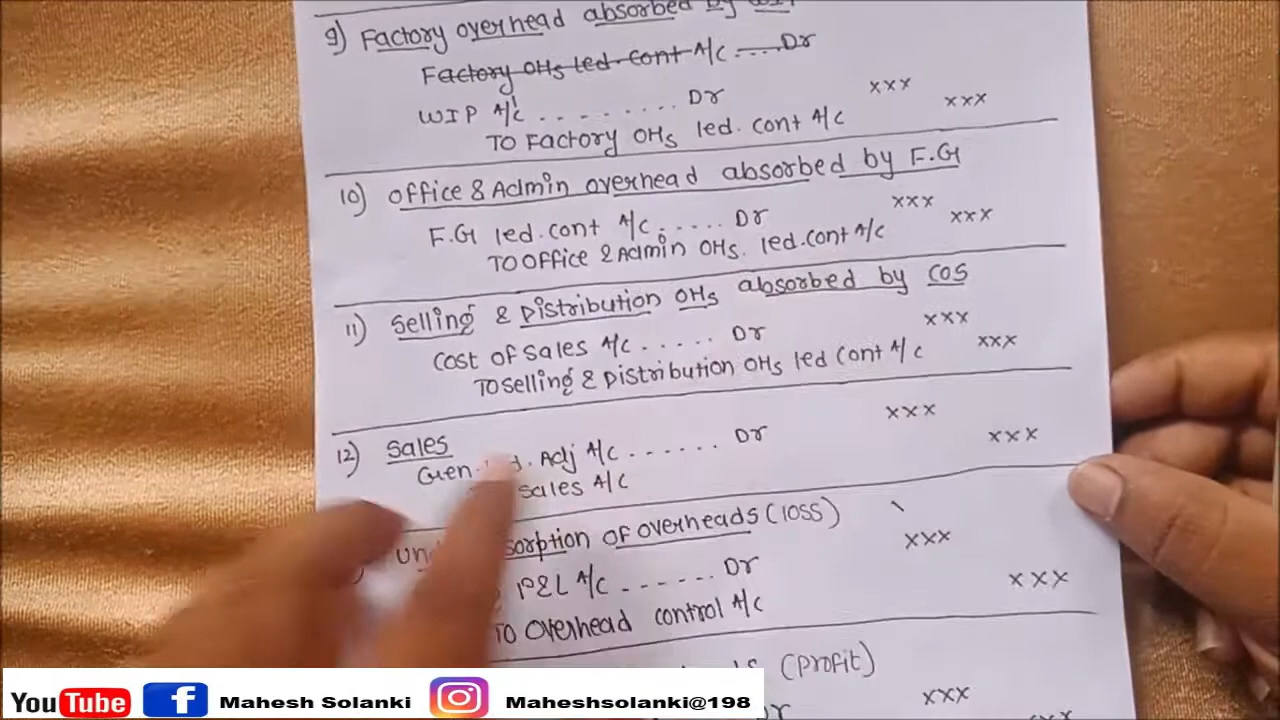 9) Factory overhead absorbed by WIP
Factory OHs led. cont A/c .... Dr
WIP A/c ........ Dr xxx
To Factory OHs led. cont A/c xxx
10) Office & Admin overhead absorbed by F.G
F.G led. cont A/c ..... Dr xxx
To Office & Admin OHs. led. cont A/c xxx
11) Selling & Distribution OHs absorbed by COS
Cost of Sales A/c ..... Dr xxx
To Selling & Distribution OHs led cont A/c xxx
12) Sales
Gen. Adj A/c ...... Dr xxx
Sales A/c xxx
of overheads (loss)
P&L A/c ------ Dr xxx
To Overhead control A/c xxx
(Profit)
Dr xxx
YouTube Mahesh Solanki Maheshsolanki@198